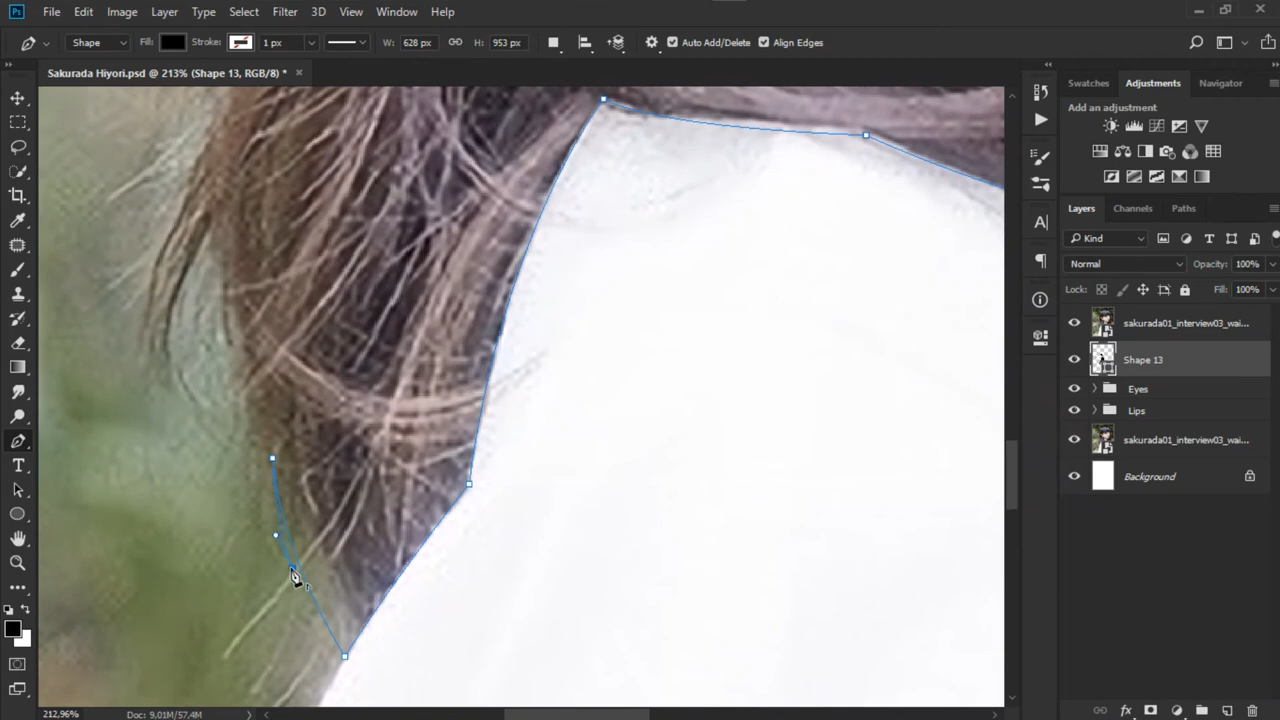 Ps File Edit Image Layer Type Select Filter 3D View Window Help
Shape Fill: Stroke: 1 px W: 628 px H: 953 px Auto Add/Delete Align Edges
Sakurada Hiyori.psd @ 213% (Shape 13, RGB/8) * ×
Swatches Adjustments Navigator
Add an adjustment
Layers Channels Paths
Kind
Normal Opacity: 100%
Lock: Fill: 100%
sakurada01_interview03_wai...
Shape 13
Eyes
Lips
sakurada01_interview03_wai...
Background
212,96% Doc: 9,01M/57,4M